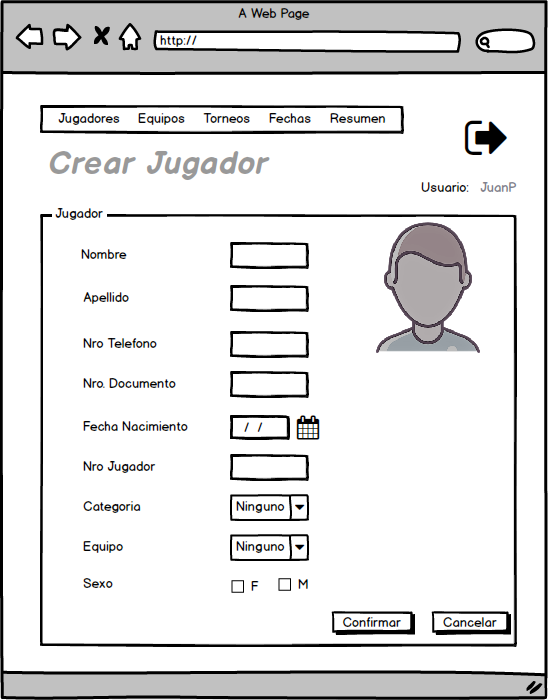 A Web Page
http://
Jugadores Equipos Torneos Fechas Resumen
Crear Jugador
Usuario: JuanP
Jugador
Nombre
Apellido
Nro Telefono
Nro. Documento
Fecha Nacimiento / /
Nro Jugador
Categoria Ninguno
Equipo Ninguno
Sexo F M
Confirmar Cancelar